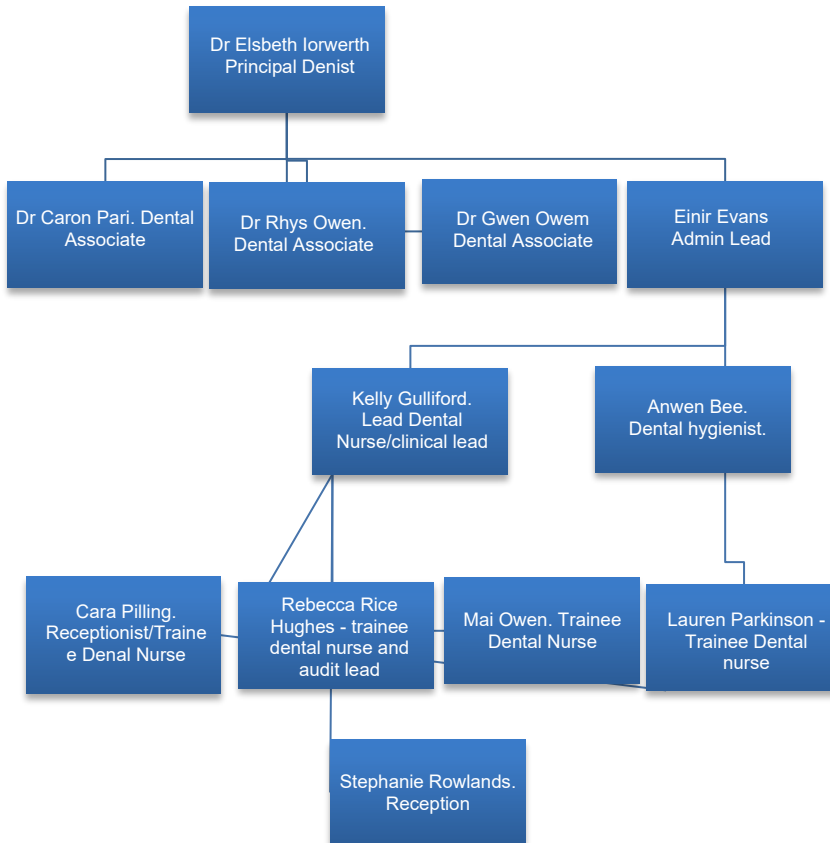 Dr Elsbeth Iorwerth
Principal Denist
Dr Caron Pari. Dental
Associate
Dr Rhys Owen.
Dental Associate
Dr Gwen Owem
Dental Associate
Einir Evans
Admin Lead
Kelly Gulliford.
Lead Dental
Nurse/clinical lead
Anwen Bee.
Dental hygienist.
Cara Pilling.
Receptionist/Traine
e Denal Nurse
Rebecca Rice
Hughes - trainee
dental nurse and
audit lead
Mai Owen. Trainee
Dental Nurse
Lauren Parkinson -
Trainee Dental
nurse
Stephanie Rowlands.
Reception